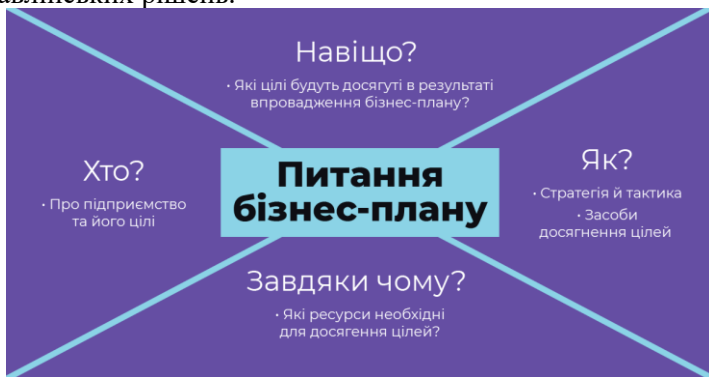 рішень.
Навіщо?
• Які цілі будуть досягуті в результаті
впровадження бізнес-плану?
Хто?
• Про підприємство
та його цілі
Питання
бізнес-плану
Як?
• Стратегія й тактика
• Засоби
досягнення цілей
Завдяки чому?
• Які ресурси необхідні
для досягення цілей?